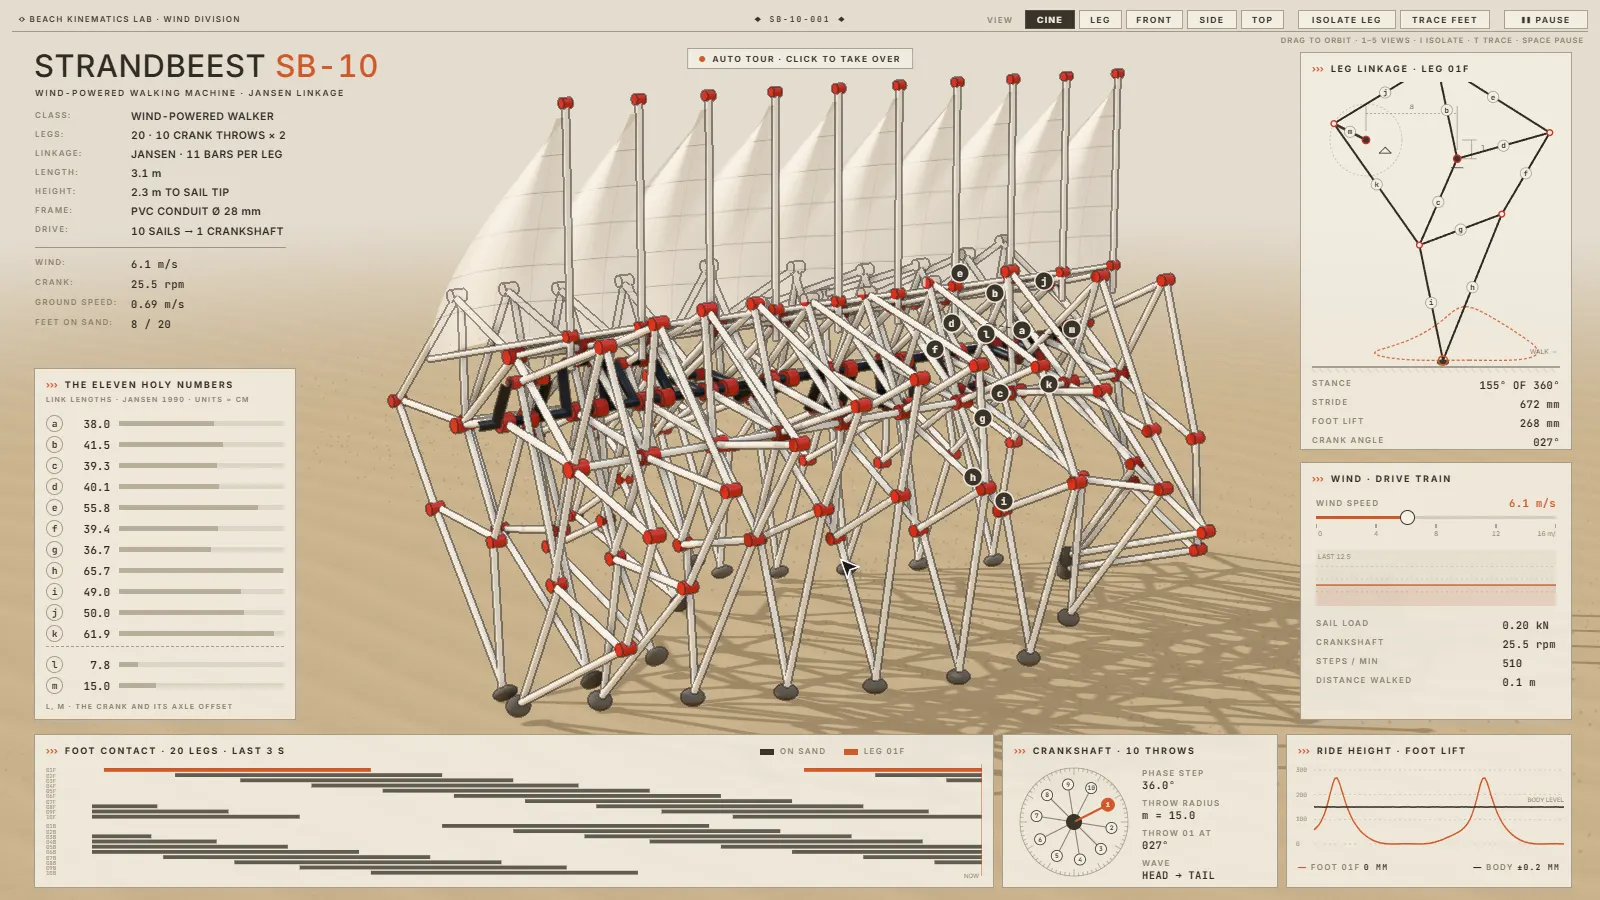 BEACH KINEMATICS LAB · WIND DIVISION
◆ SB-10-001 ◆
VIEW CINE LEG FRONT SIDE TOP ISOLATE LEG TRACE FEET PAUSE
DRAG TO ORBIT · 1–5 VIEWS · I ISOLATE · T TRACE · SPACE PAUSE
STRANDBEEST SB-10
WIND-POWERED WALKING MACHINE · JANSEN LINKAGE
CLASS: WIND-POWERED WALKER
LEGS: 20 · 10 CRANK THROWS × 2
LINKAGE: JANSEN · 11 BARS PER LEG
LENGTH: 3.1 m
HEIGHT: 2.3 m TO SAIL TIP
FRAME: PVC CONDUIT Ø 28 mm
DRIVE: 10 SAILS → 1 CRANKSHAFT
WIND: 6.1 m/s
CRANK: 25.5 rpm
GROUND SPEED: 0.69 m/s
FEET ON SAND: 8 / 20
AUTO TOUR · CLICK TO TAKE OVER
››› THE ELEVEN HOLY NUMBERS
LINK LENGTHS · JANSEN 1990 · UNITS = CM
a 38.0
b 41.5
c 39.3
d 40.1
e 55.8
f 39.4
g 36.7
h 65.7
i 49.0
j 50.0
k 61.9
l 7.8
m 15.0
L, M · THE CRANK AND ITS AXLE OFFSET
e
j
b
d
l
a
m
f
k
c
g
h
i
››› LEG LINKAGE · LEG 01F
j
e
a
b
m
d
f
k
c
g
i
h
WALK →
STANCE 155° OF 360°
STRIDE 672 mm
FOOT LIFT 268 mm
CRANK ANGLE 027°
››› WIND · DRIVE TRAIN
WIND SPEED 6.1 m/s
0 4 8 12 16 m/
LAST 12 S
SAIL LOAD 0.20 kN
CRANKSHAFT 25.5 rpm
STEPS / MIN 510
DISTANCE WALKED 0.1 m
››› FOOT CONTACT · 20 LEGS · LAST 3 S
ON SAND LEG 01F
NOW
››› CRANKSHAFT · 10 THROWS
1
2
3
4
5
6
7
8
9
10
PHASE STEP
36.0°
THROW RADIUS
m = 15.0
THROW 01 AT
027°
WAVE
HEAD → TAIL
››› RIDE HEIGHT · FOOT LIFT
300
200
100
0
BODY LEVEL
FOOT 01F 0 MM
BODY ±0.2 MM